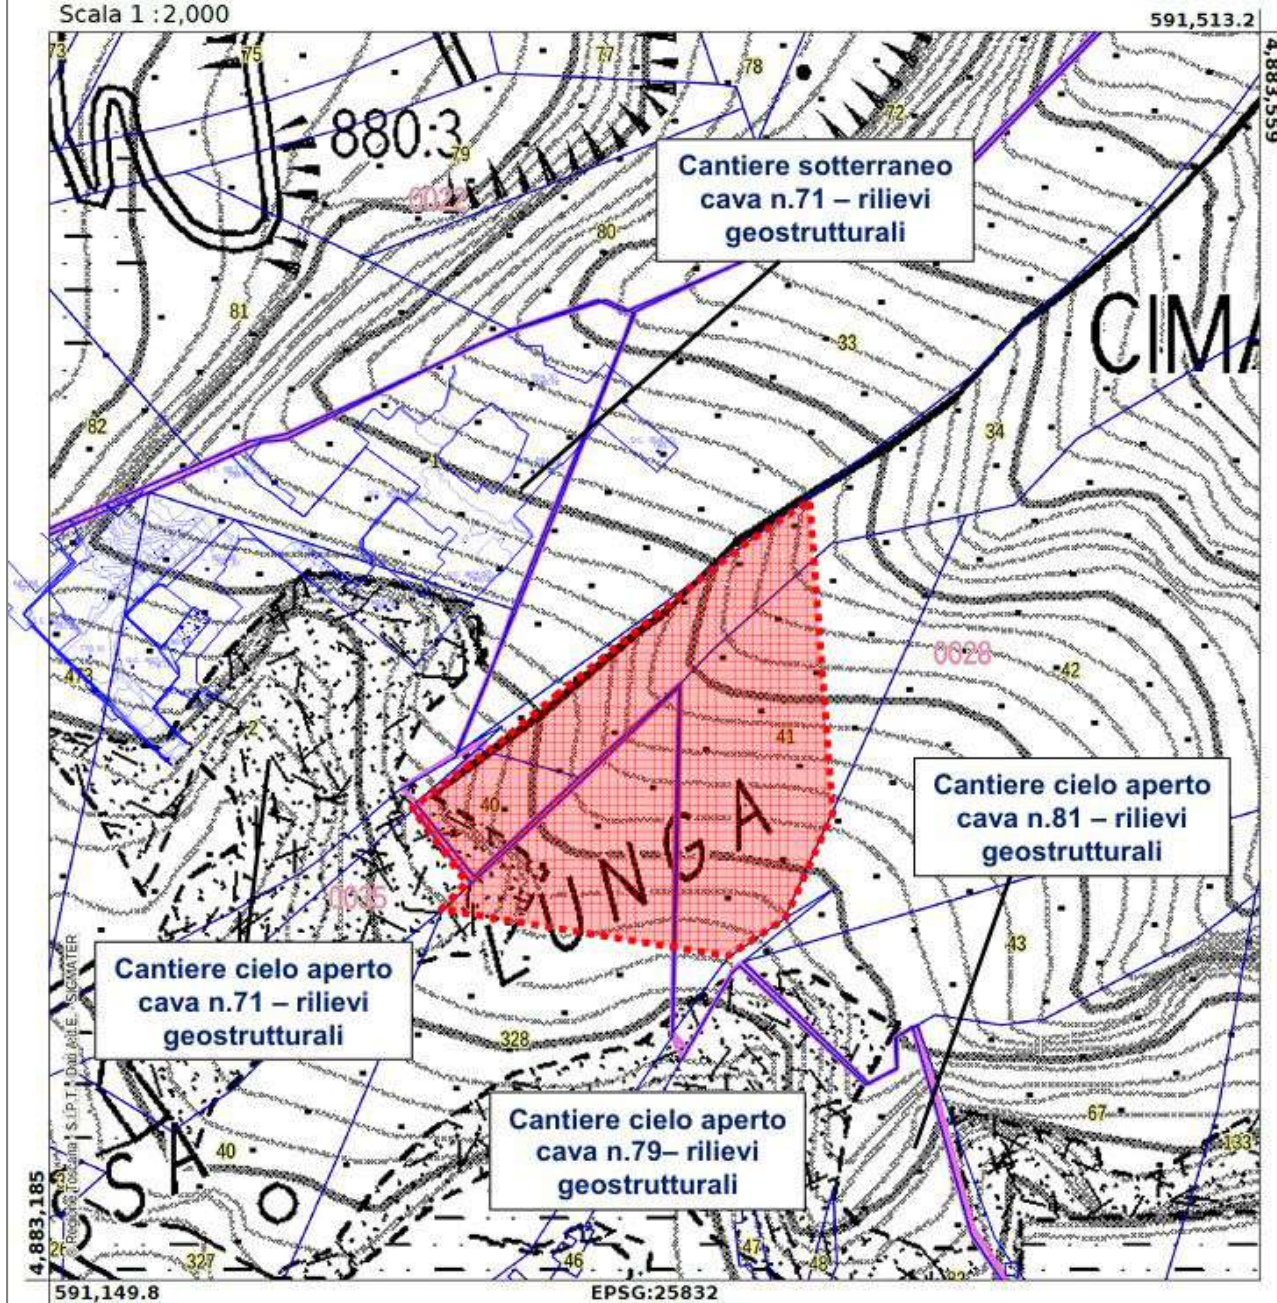 Scala 1 : 2,000
591,513.2
4,883,559
73
75
77
78
72
880.3
79
0022
Cantiere sotterraneo
cava n.71 – rilievi
geostrutturali
80
81
33
CIMA
82
34
1
0028
42
473
2
41
40
LUNGA
Cantiere cielo aperto
cava n.81 – rilievi
geostrutturali
0035
43
Cantiere cielo aperto
cava n.71 – rilievi
geostrutturali
328
Cantiere cielo aperto
cava n.79– rilievi
geostrutturali
67
133
40
S A
O
327
46
47
48
4,883,185
591,149.8
EPSG:25832